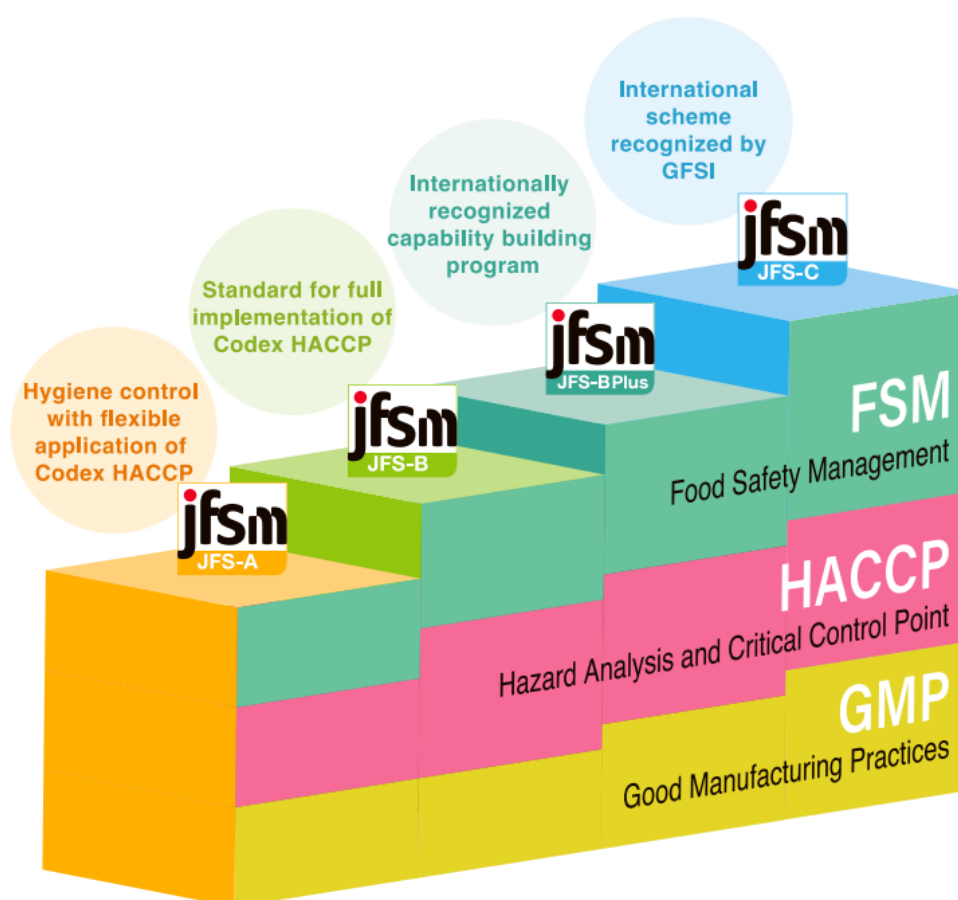 International
scheme
recognized by
GFSI
jfsm
JFS-C
Internationally
recognized
capability building
program
jfsm
JFS-BPlus
Standard for full
implementation of
Codex HACCP
jfsm
JFS-B
Hygiene control
with flexible
application of
Codex HACCP
jfsm
JFS-A
FSM
Food Safety Management
HACCP
Hazard Analysis and Critical Control Point
GMP
Good Manufacturing Practices